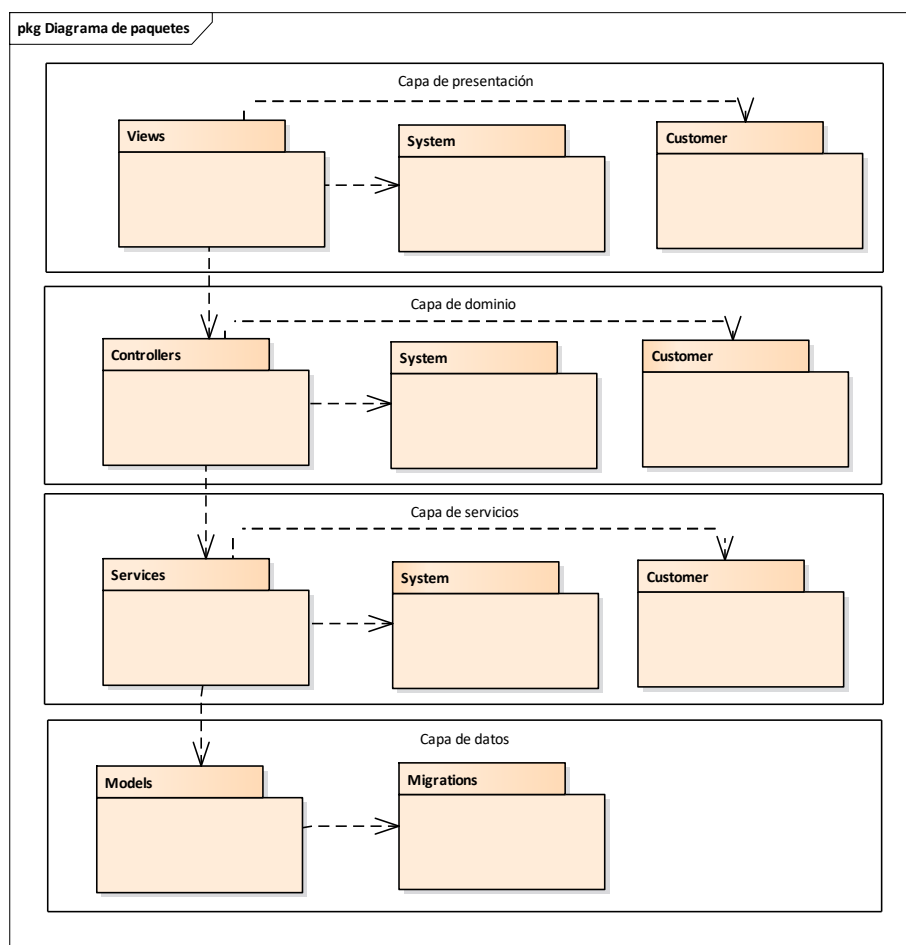 pkg Diagrama de paquetes
Capa de presentación
Views
System
Customer
Capa de dominio
Controllers
System
Customer
Capa de servicios
Services
System
Customer
Capa de datos
Models
Migrations